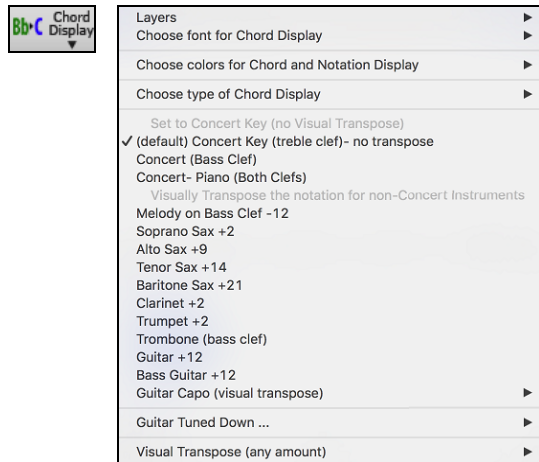 Bb▸C Chord
Display
Layers
Choose font for Chord Display
Choose colors for Chord and Notation Display
Choose type of Chord Display
Set to Concert Key (no Visual Transpose)
✓ (default) Concert Key (treble clef)- no transpose
Concert (Bass Clef)
Concert- Piano (Both Clefs)
Visually Transpose the notation for non-Concert Instruments
Melody on Bass Clef -12
Soprano Sax +2
Alto Sax +9
Tenor Sax +14
Baritone Sax +21
Clarinet +2
Trumpet +2
Trombone (bass clef)
Guitar +12
Bass Guitar +12
Guitar Capo (visual transpose)
Guitar Tuned Down ...
Visual Transpose (any amount)